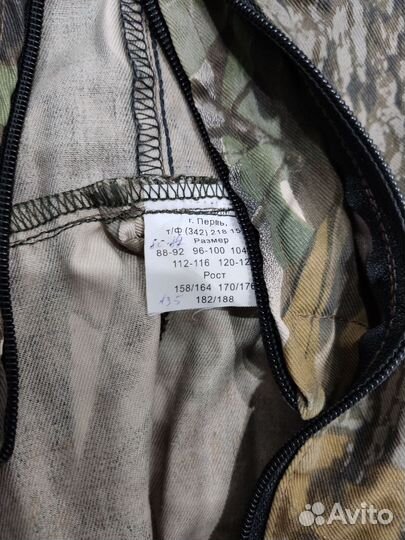 г. Пермь,
т/ф (342) 218 15
Размер
88-92 96-100 104
112-116 120-12
Рост
158/164 170/176
182/188
Avito